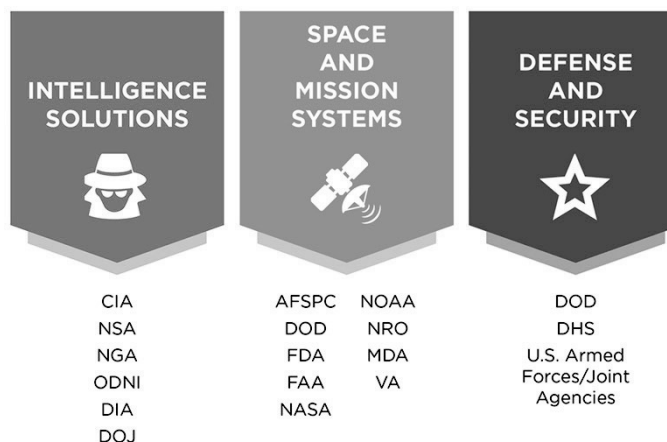 INTELLIGENCE
SOLUTIONS
CIA
NSA
NGA
ODNI
DIA
DOJ
SPACE
AND
MISSION
SYSTEMS
AFSPC
DOD
FDA
FAA
NASA
NOAA
NRO
MDA
VA
DEFENSE
AND
SECURITY
DOD
DHS
U.S. Armed
Forces/Joint
Agencies